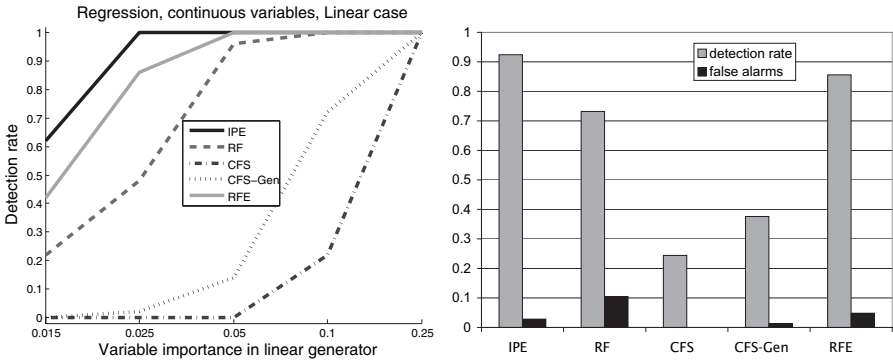 Regression, continuous variables, Linear case
Detection rate
1
0.9
0.8
0.7
0.6
0.5
0.4
0.3
0.2
0.1
0
IPE
RF
CFS
CFS-Gen
RFE
0.015
0.025
0.05
0.1
0.25
Variable importance in linear generator
1
0.9
0.8
0.7
0.6
0.5
0.4
0.3
0.2
0.1
0
detection rate
false alarms
IPE
RF
CFS
CFS-Gen
RFE